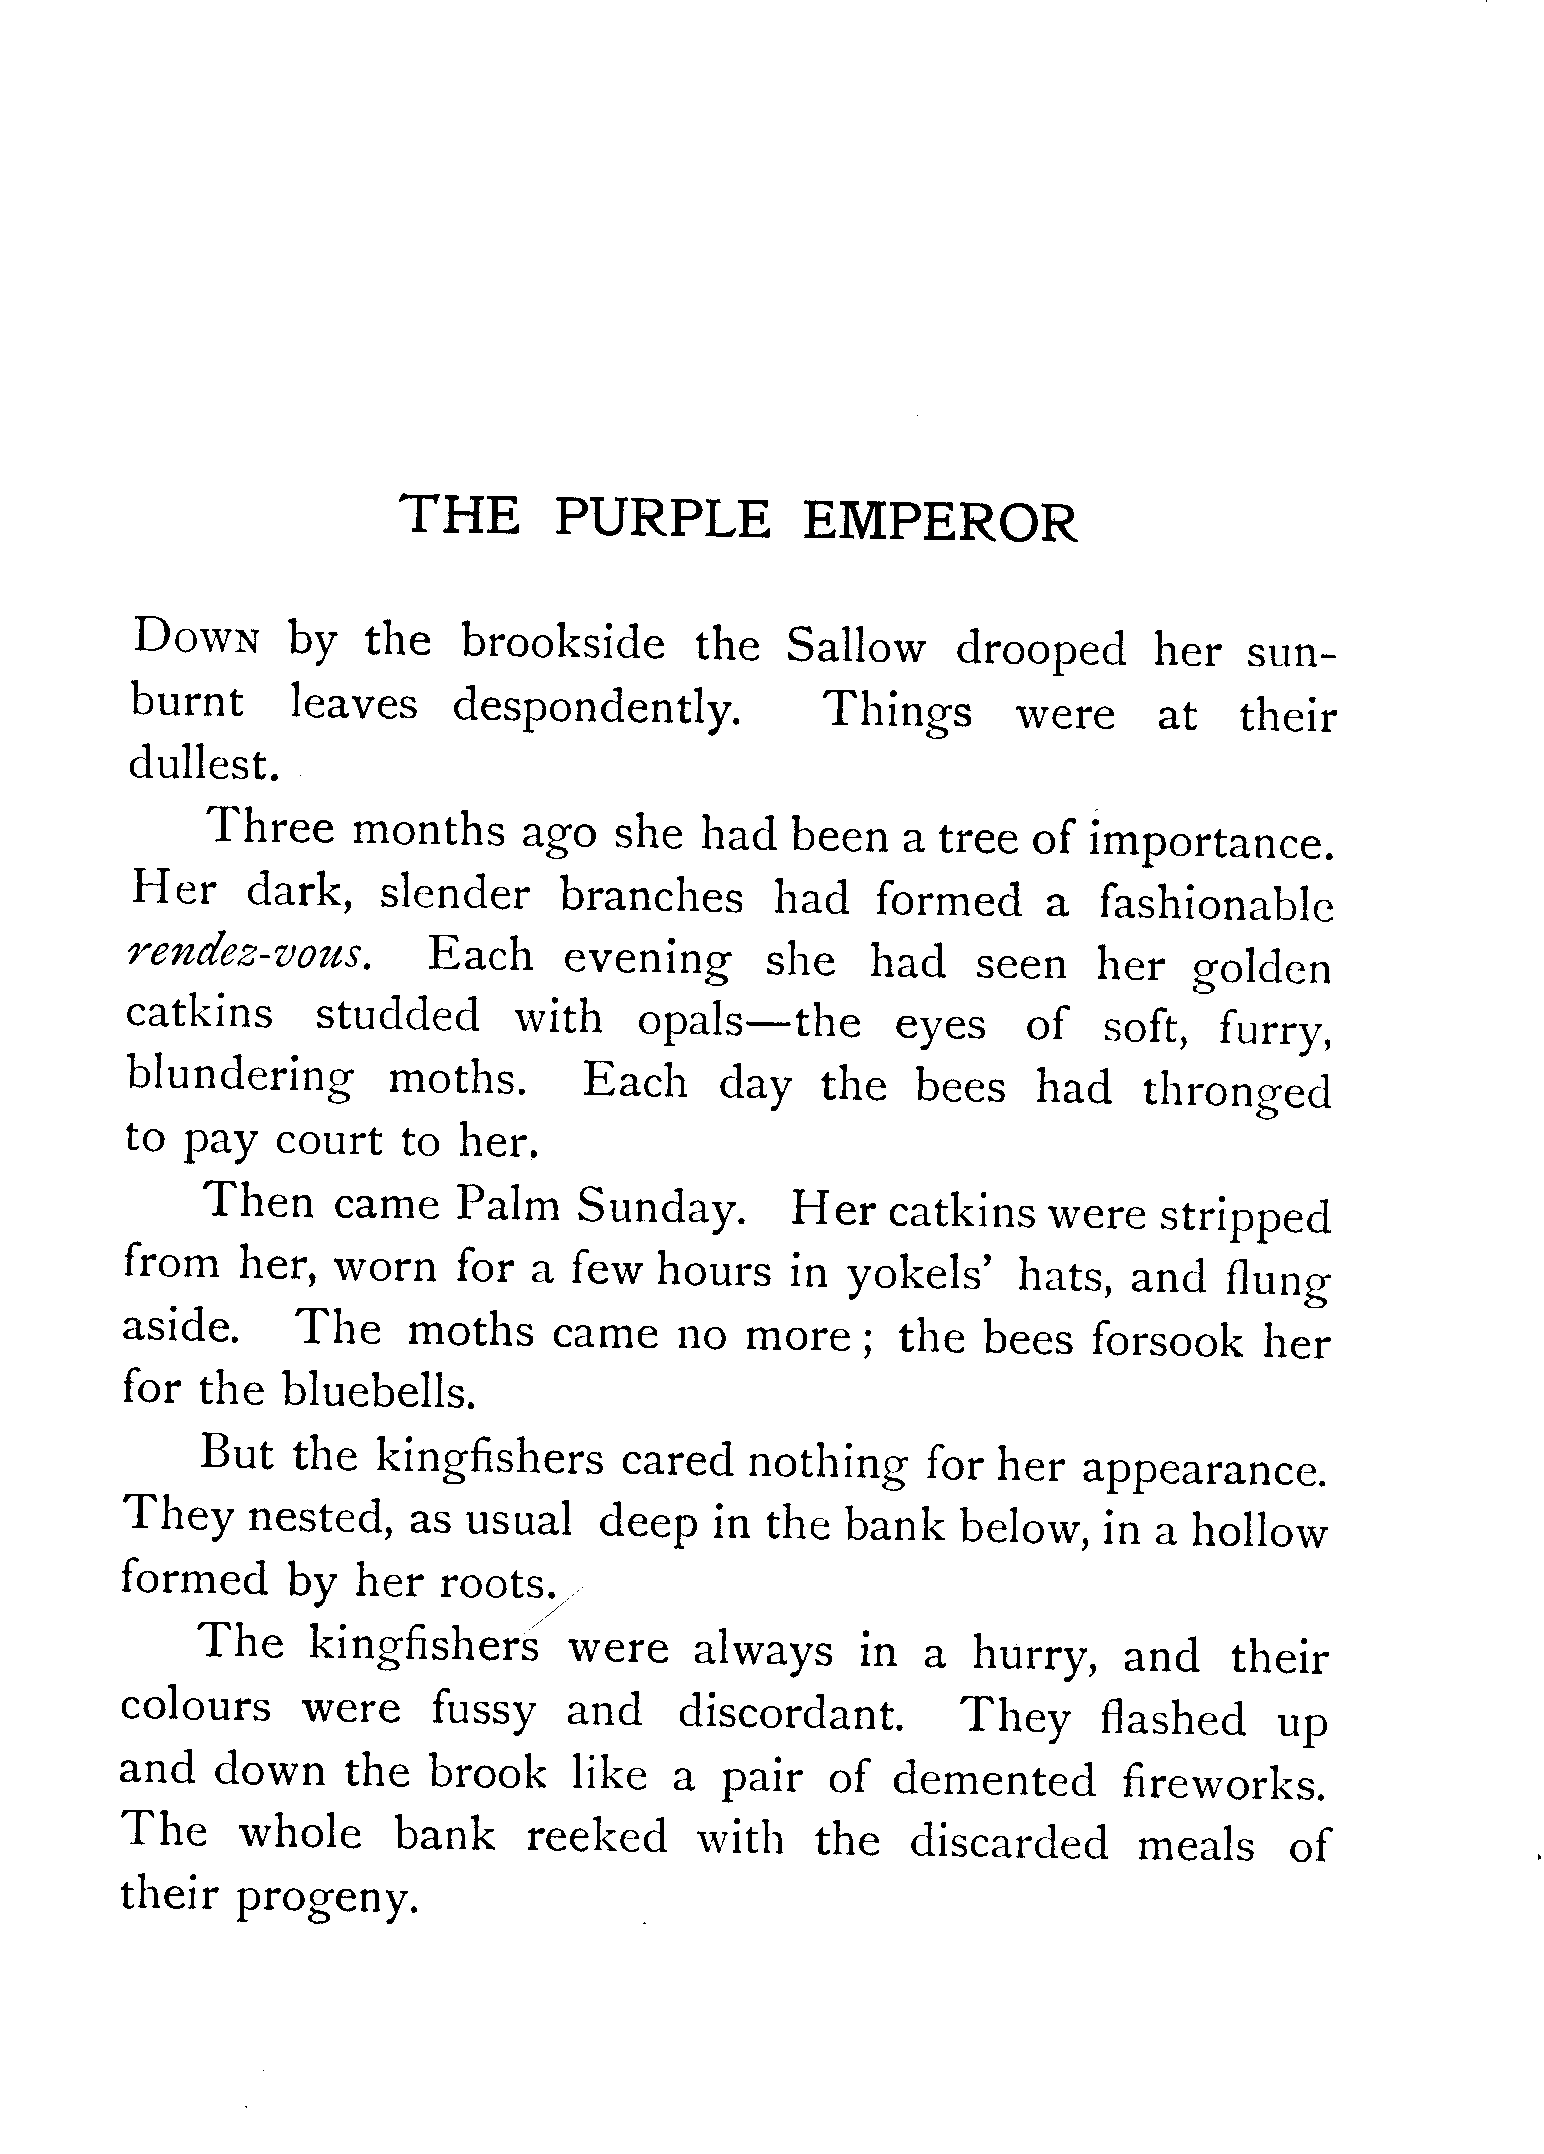 THE PURPLE EMPEROR
DOWN by the brookside the Sallow drooped her sun-
burnt leaves despondently. Things were at their
dullest.
Three months ago she had been a tree of importance.
Her dark, slender branches had formed a fashionable
rendez-vous. Each evening she had seen her golden
catkins studded with opals—the eyes of soft, furry,
blundering moths. Each day the bees had thronged
to pay court to her.
Then came Palm Sunday. Her catkins were stripped
from her, worn for a few hours in yokels’ hats, and flung
aside. The moths came no more ; the bees forsook her
for the bluebells.
But the kingfishers cared nothing for her appearance.
They nested, as usual deep in the bank below, in a hollow
formed by her roots.
The kingfishers were always in a hurry, and their
colours were fussy and discordant. They flashed up
and down the brook like a pair of demented fireworks.
The whole bank reeked with the discarded meals of
their progeny.